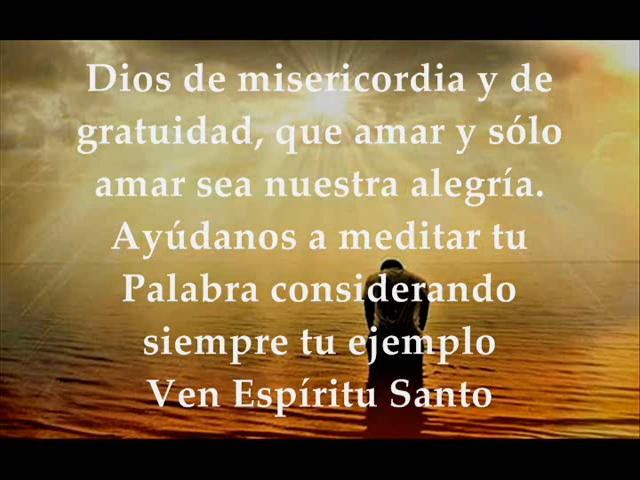 Dios de misericordia y de
gratuidad, que amar y sólo
amar sea nuestra alegría.
Ayúdanos a meditar tu
Palabra considerando
siempre tu ejemplo
Ven Espíritu Santo